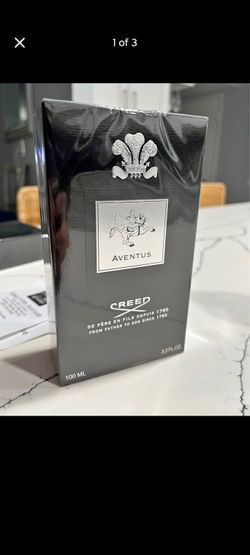 1 of 3
AVENTUS
CREED
DE PÈRE EN FILS DEPUIS 1760
FROM FATHER TO SON SINCE 1760
100 ML
3.3 FL.OZ